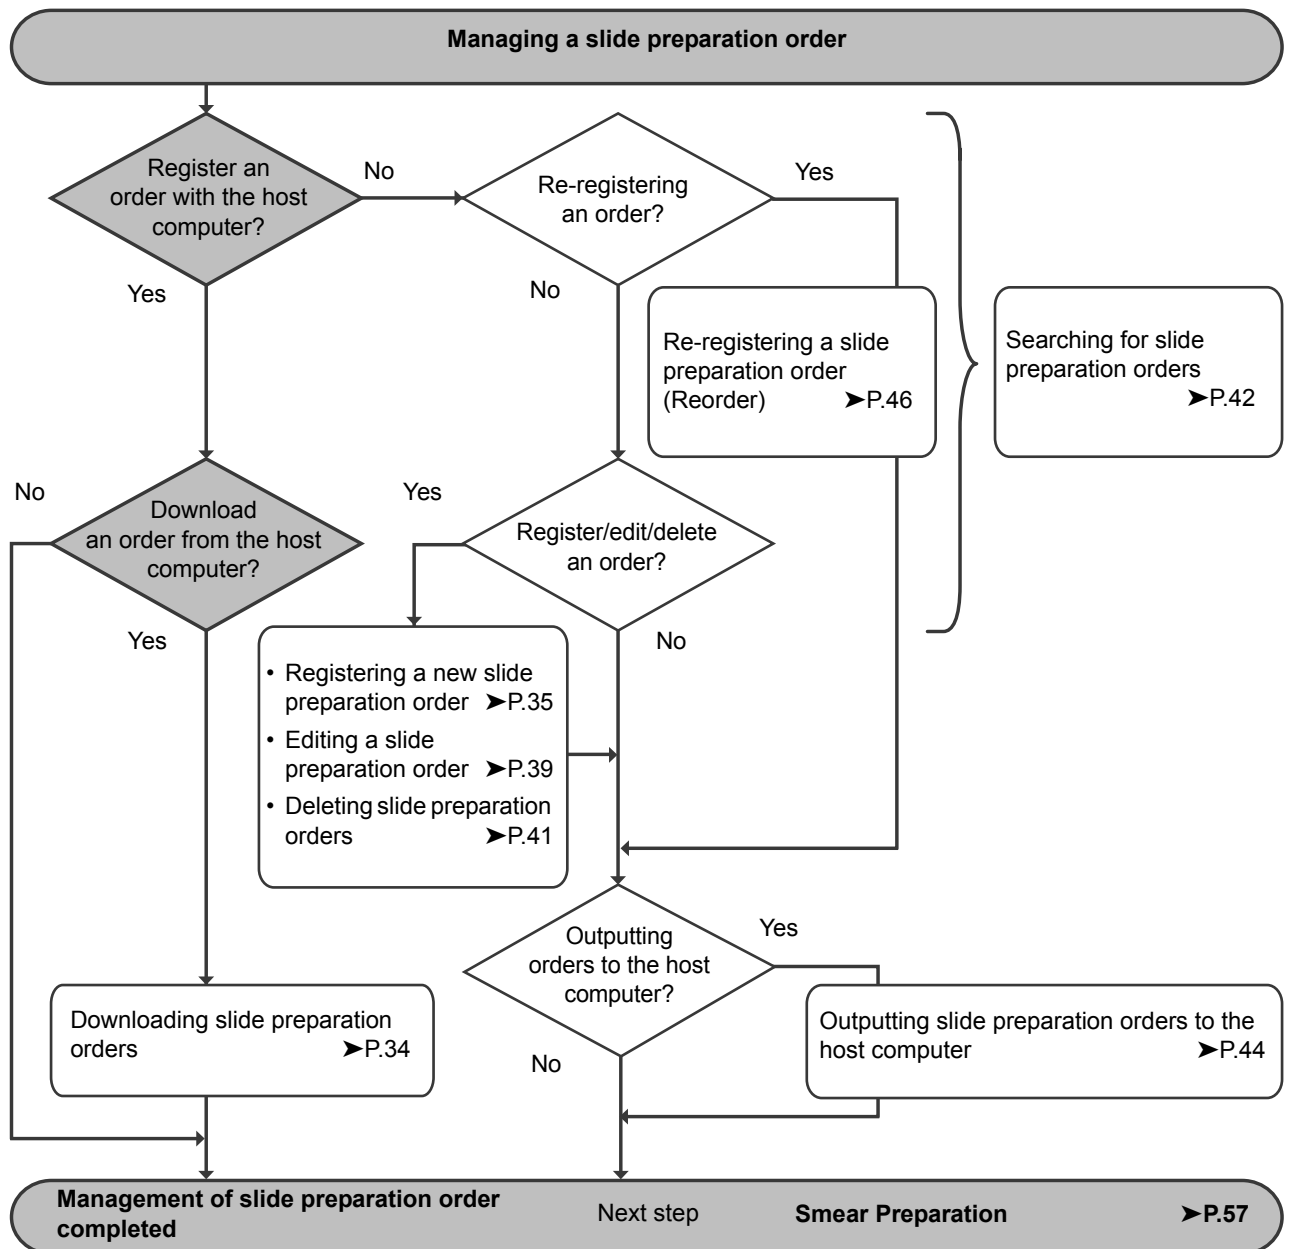 Managing a slide preparation order
Register an
order with the host
computer?
No
Re-registering
an order?
Yes
Yes
No
Re-registering a slide
preparation order
(Reorder) ➤P.46
Searching for slide
preparation orders
➤P.42
No
Download
an order from the host
computer?
Yes
Register/edit/delete
an order?
Yes
No
• Registering a new slide
preparation order ➤P.35
• Editing a slide
preparation order ➤P.39
• Deleting slide preparation
orders ➤P.41
Outputting
orders to the host
computer?
Yes
No
Downloading slide preparation
orders ➤P.34
Outputting slide preparation orders to the
host computer ➤P.44
Management of slide preparation order
completed
Next step
Smear Preparation ➤P.57